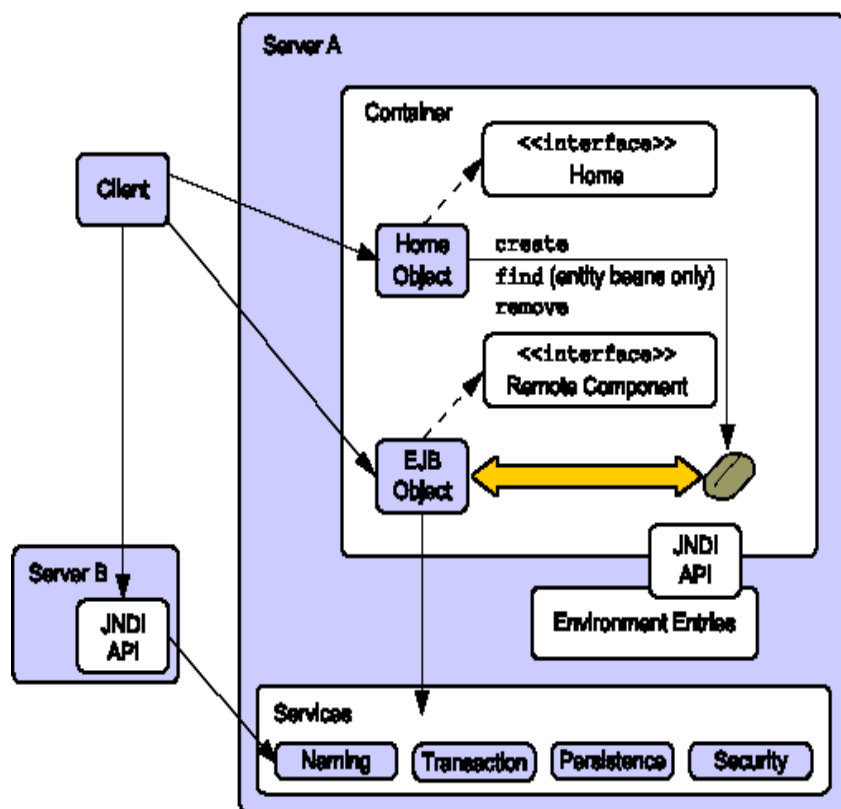 Server A
Container
<<interface>>
Home
Client
Home
Object
create
find (entity beans only)
remove
<<interface>>
Remote Component
EJB
Object
JNDI
API
Environment Entries
Server B
JNDI
API
Services
Naming
Transaction
Persistence
Security